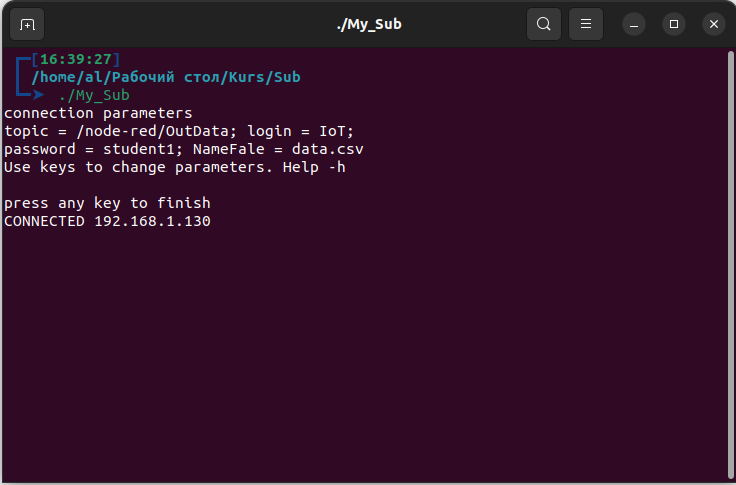 ./My_Sub
[16:39:27]
/home/al/Рабочий стол/Kurs/Sub
./My_Sub
connection parameters
topic = /node-red/OutData; login = IoT;
password = student1; NameFale = data.csv
Use keys to change parameters. Help -h
press any key to finish
CONNECTED 192.168.1.130